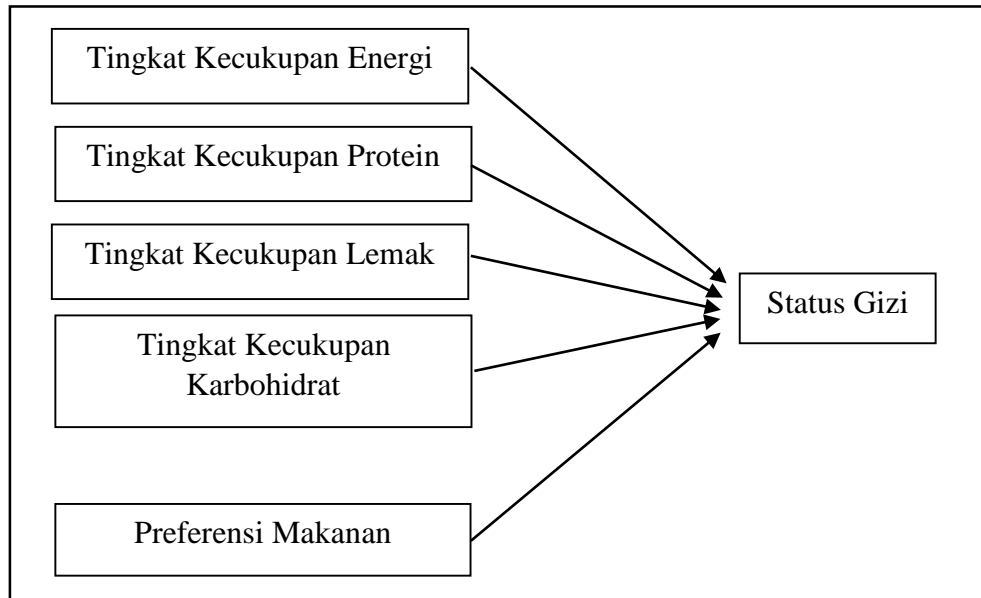 Tingkat Kecukupan Energi
Tingkat Kecukupan Protein
Tingkat Kecukupan Lemak
Tingkat Kecukupan
Karbohidrat
Preferensi Makanan
Status Gizi